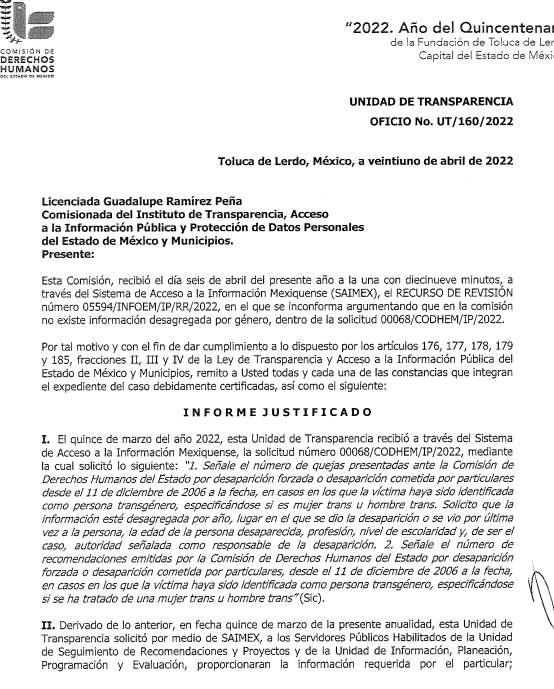 COMISIÓN DE
DERECHOS
HUMANOS
DEL ESTADO DE MÉXICO
"2022. Año del Quincentenar
de la Fundación de Toluca de Ler
Capital del Estado de Méxic
UNIDAD DE TRANSPARENCIA
OFICIO No. UT/160/2022
Toluca de Lerdo, México, a veintiuno de abril de 2022
Licenciada Guadalupe Ramírez Peña
Comisionada del Instituto de Transparencia, Acceso
a la Información Pública y Protección de Datos Personales
del Estado de México y Municipios.
Presente:
Esta Comisión, recibió el día seis de abril del presente año a la una con diecinueve minutos, a
través del Sistema de Acceso a la Información Mexiquense (SAIMEX), el RECURSO DE REVISIÓN
número 05594/INFOEM/IP/RR/2022, en el que se inconforma argumentando que en la comisión
no existe información desagregada por género, dentro de la solicitud 00068/CODHEM/IP/2022.
Por tal motivo y con el fin de dar cumplimiento a lo dispuesto por los artículos 176, 177, 178, 179
y 185, fracciones II, III y IV de la Ley de Transparencia y Acceso a la Información Pública del
Estado de México y Municipios, remito a Usted todas y cada una de las constancias que integran
el expediente del caso debidamente certificadas, así como el siguiente:
INFORME JUSTIFICADO
I. El quince de marzo del año 2022, esta Unidad de Transparencia recibió a través del Sistema
de Acceso a la Información Mexiquense, la solicitud número 00068/CODHEM/IP/2022, mediante
la cual solicitó lo siguiente: "1. Señale el número de quejas presentadas ante la Comisión de
Derechos Humanos del Estado por desaparición forzada o desaparición cometida por particulares
desde el 11 de diciembre de 2006 a la fecha, en casos en los que la víctima haya sido identificada
como persona transgénero, especificándose si es mujer trans u hombre trans. Solicito que la
información esté desagregada por año, lugar en el que se dio la desaparición o se vio por última
vez a la persona, la edad de la persona desaparecida, profesión, nivel de escolaridad y, de ser el
caso, autoridad señalada como responsable de la desaparición. 2. Señale el número de
recomendaciones emitidas por la Comisión de Derechos Humanos del Estado por desaparición
forzada o desaparición cometida por particulares, desde el 11 de diciembre de 2006 a la fecha,
en casos en los que la víctima haya sido identificada como persona transgénero, especificándose
si se ha tratado de una mujer trans u hombre trans" (Sic).
II. Derivado de lo anterior, en fecha quince de marzo de la presente anualidad, esta Unidad de
Transparencia solicitó por medio de SAIMEX, a los Servidores Públicos Habilitados de la Unidad
de Seguimiento de Recomendaciones y Proyectos y de la Unidad de Información, Planeación,
Programación y Evaluación, proporcionaran la información requerida por el particular;